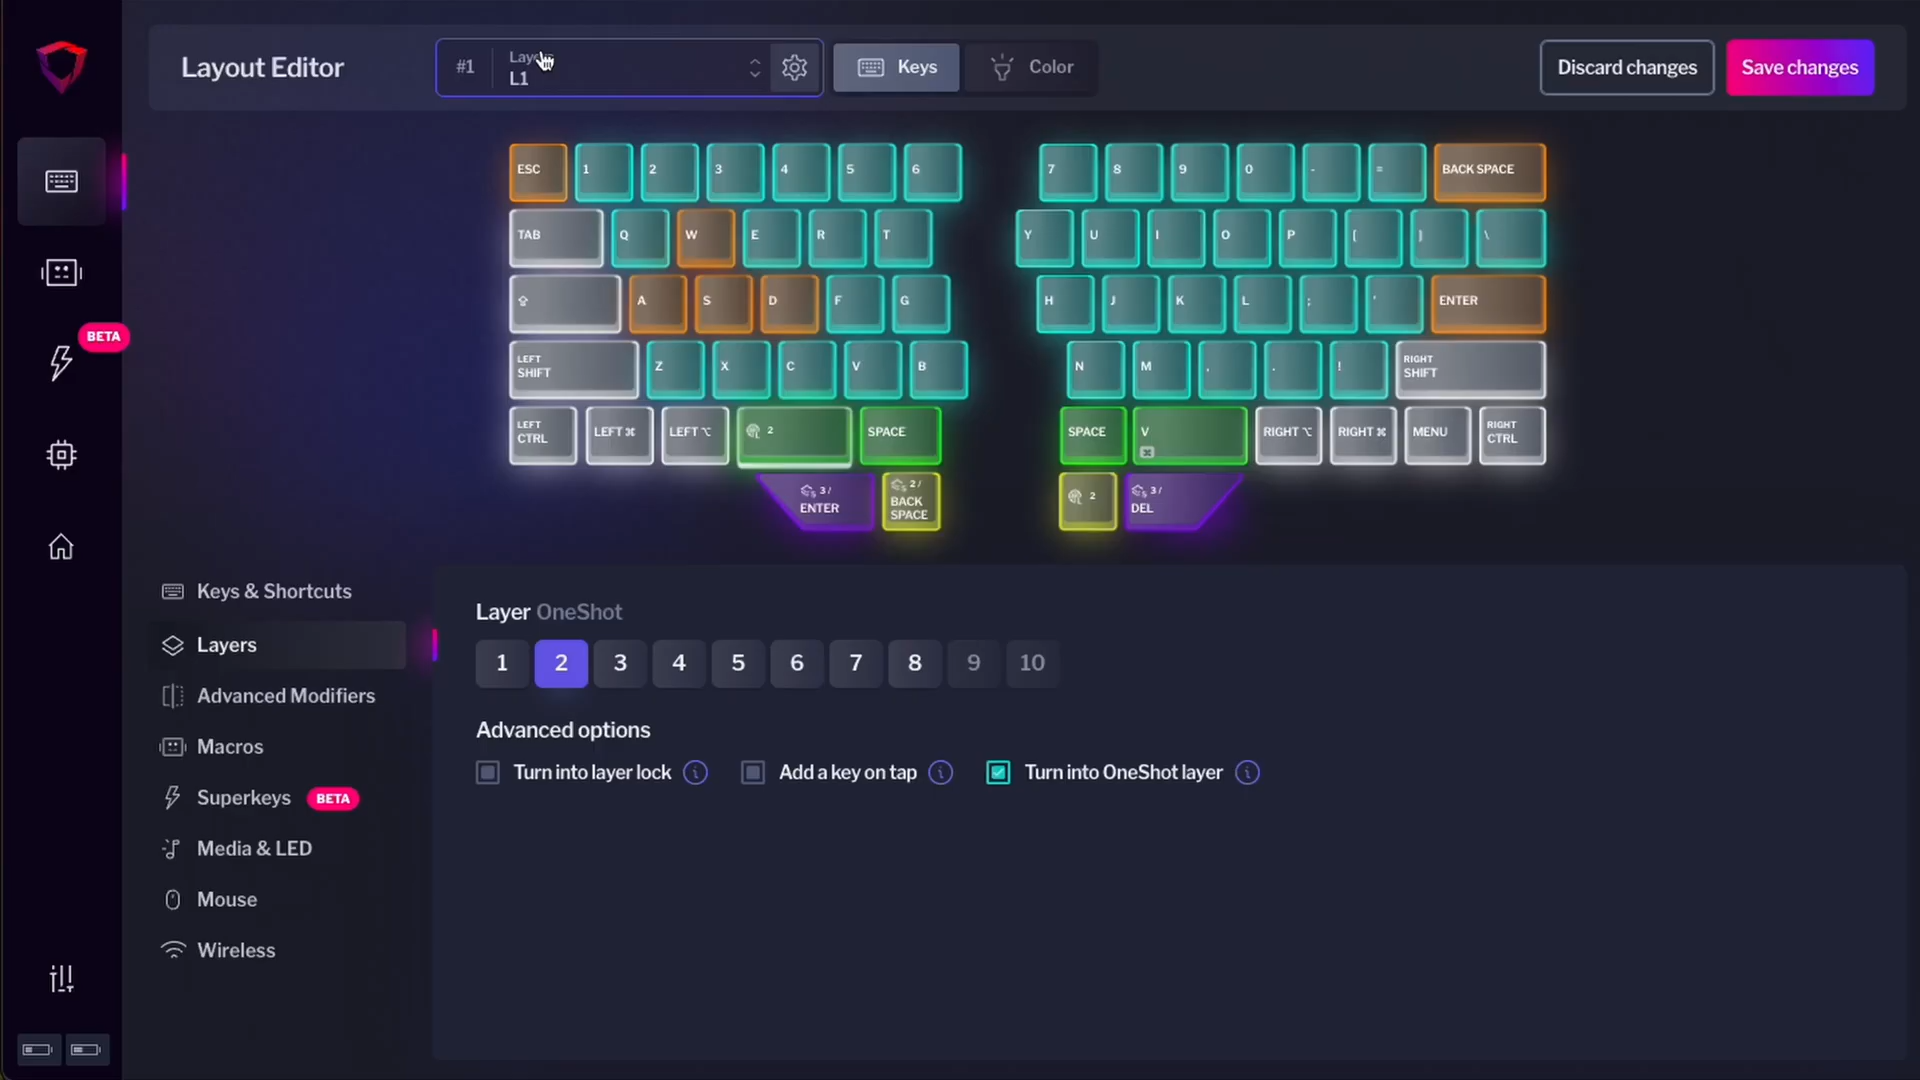 Layout Editor
#1
Layers
L1
Keys
Color
Discard changes
Save changes
BETA
ESC 1 2 3 4 5 6 7 8 9 0 - = BACK SPACE
TAB Q W E R T Y U I O P [ ] \
⇧ A S D F G H J K L ; ' ENTER
LEFT SHIFT Z X C V B N M , . ! RIGHT SHIFT
LEFT CTRL LEFT ⌘ LEFT ⌥ 2 SPACE SPACE V RIGHT ⌥ RIGHT ⌘ MENU RIGHT CTRL
3 / ENTER 2 / BACK SPACE 2 3 / DEL
Keys & Shortcuts
Layers
Advanced Modifiers
Macros
Superkeys BETA
Media & LED
Mouse
Wireless
Layer OneShot
1 2 3 4 5 6 7 8 9 10
Advanced options
Turn into layer lock
Add a key on tap
Turn into OneShot layer